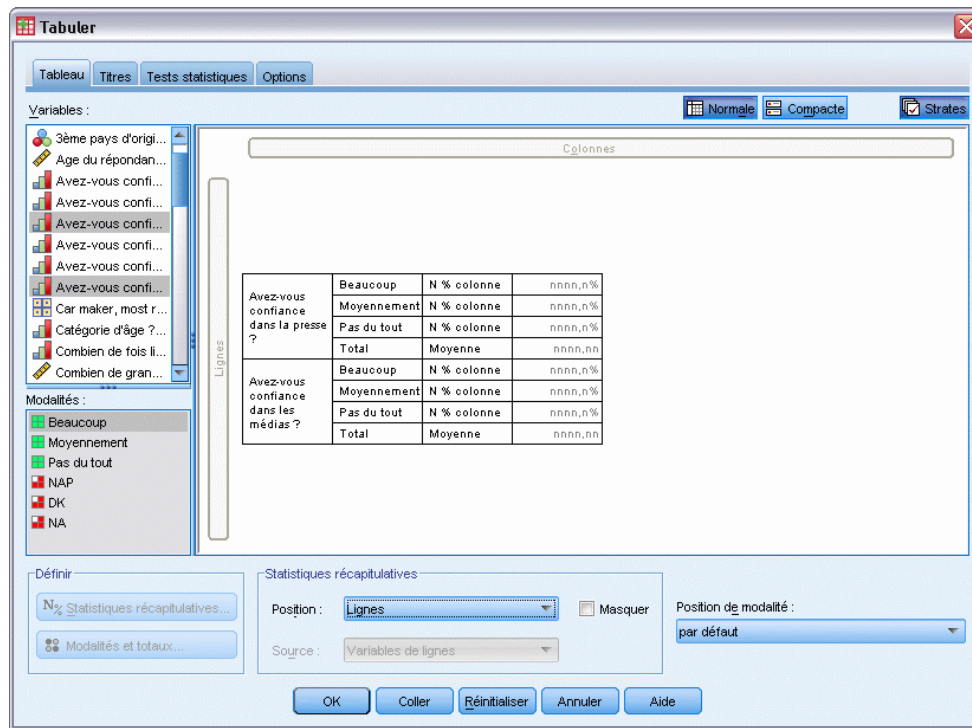 Tabuler
Tableau Titres Tests statistiques Options
Variables :
Normale Compacte Strates
3ème pays d'origi...
Age du répondan...
Avez-vous confi...
Avez-vous confi...
Avez-vous confi...
Avez-vous confi...
Avez-vous confi...
Avez-vous confi...
Car maker, most r...
Catégorie d'âge ?...
Combien de fois li...
Combien de gran...
Modalités :
Beaucoup
Moyennement
Pas du tout
NAP
DK
NA
Colonnes
Lignes
Avez-vous confiance dans la presse ?
Beaucoup N % colonne nnnn,n%
Moyennement N % colonne nnnn,n%
Pas du tout N % colonne nnnn,n%
Total Moyenne nnnn,nn
Avez-vous confiance dans les médias ?
Beaucoup N % colonne nnnn,n%
Moyennement N % colonne nnnn,n%
Pas du tout N % colonne nnnn,n%
Total Moyenne nnnn,nn
Définir
N% Statistiques récapitulatives...
Modalités et totaux...
Statistiques récapitulatives
Position : Lignes Masquer
Source : Variables de lignes
Position de modalité :
par défaut
OK Coller Réinitialiser Annuler Aide